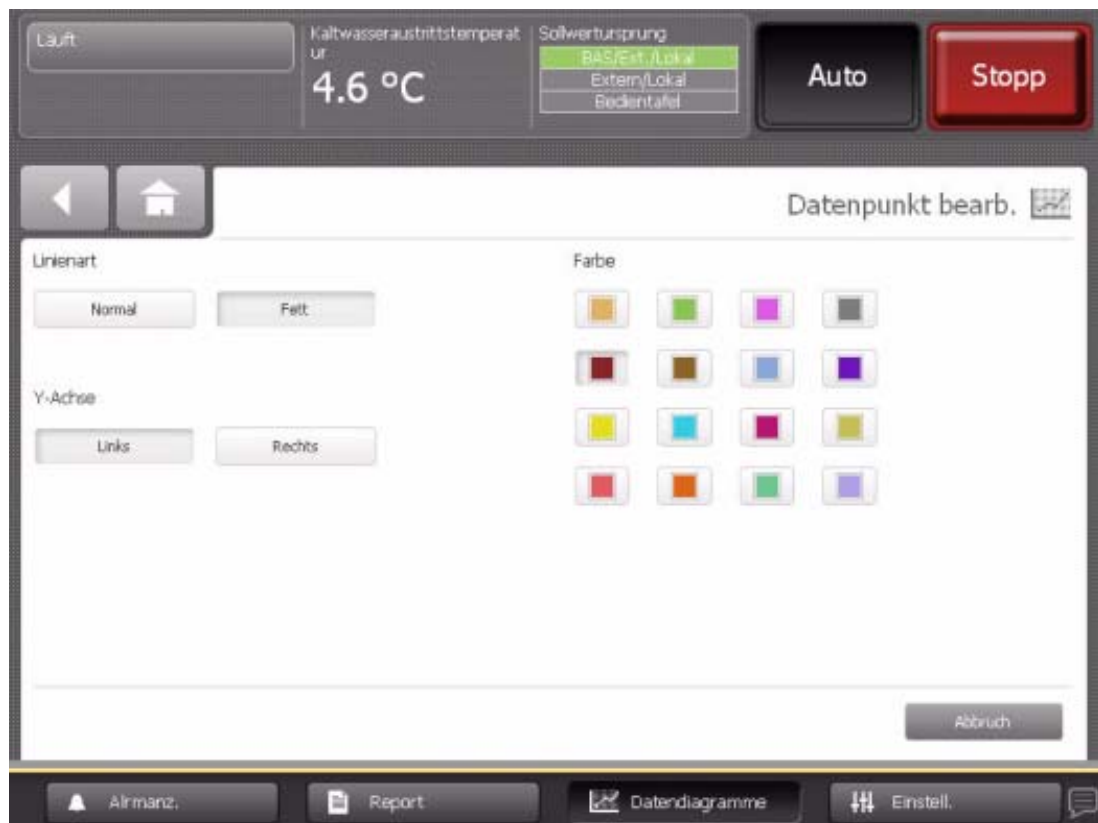 Läuft
Kaltwasseraustrittstemperat
ur
4.6 °C
Sollwertursprung
BAS/Ext./Lokal
Extern/Lokal
Bedientafel
Auto
Stopp
Datenpunkt bearb.
Linienart
Normal
Fett
Y-Achse
Links
Rechts
Farbe
Abbruch
Alrmanz.
Report
Datendiagramme
Einstell.